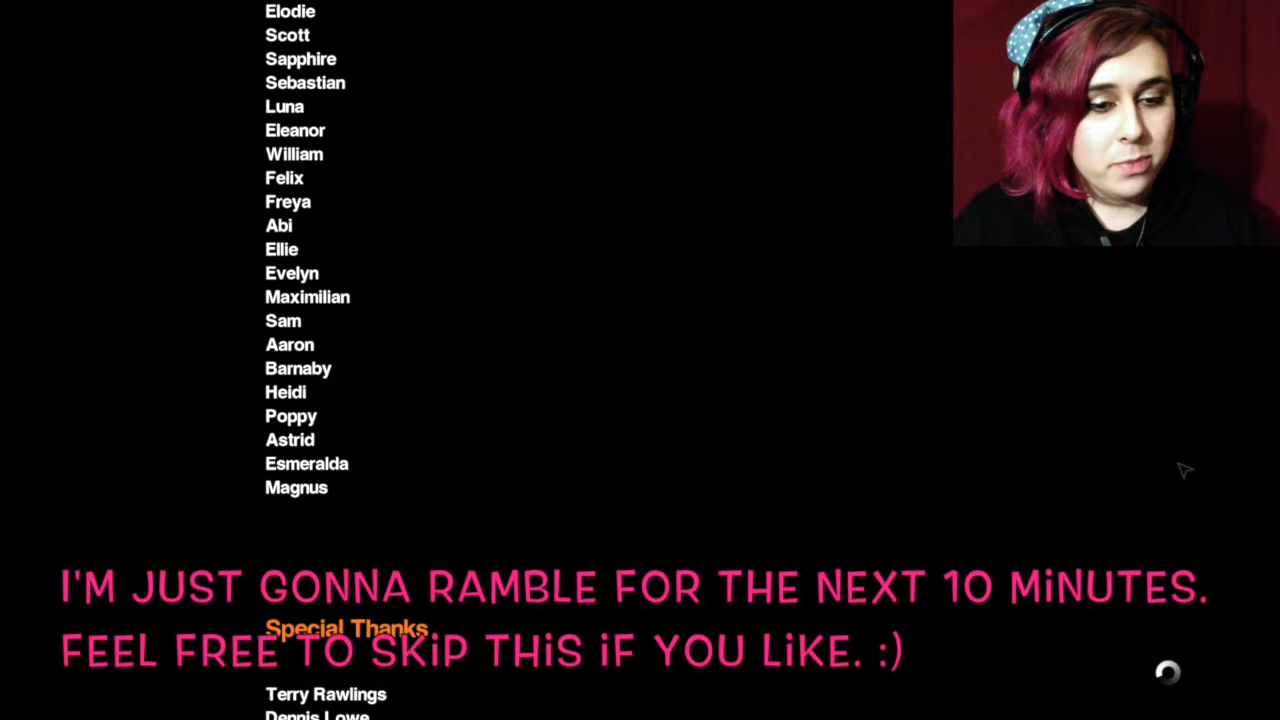 Elodie
Scott
Sapphire
Sebastian
Luna
Eleanor
William
Felix
Freya
Abi
Ellie
Evelyn
Maximilian
Sam
Aaron
Barnaby
Heidi
Poppy
Astrid
Esmeralda
Magnus
I'M JUST GONNA RAMBLE FOR THE NEXT 10 MiNUTES.
Special Thanks
FEEL FREE TO SKiP THiS iF YOU LiKE. :)
Terry Rawlings
Dennis Lowe